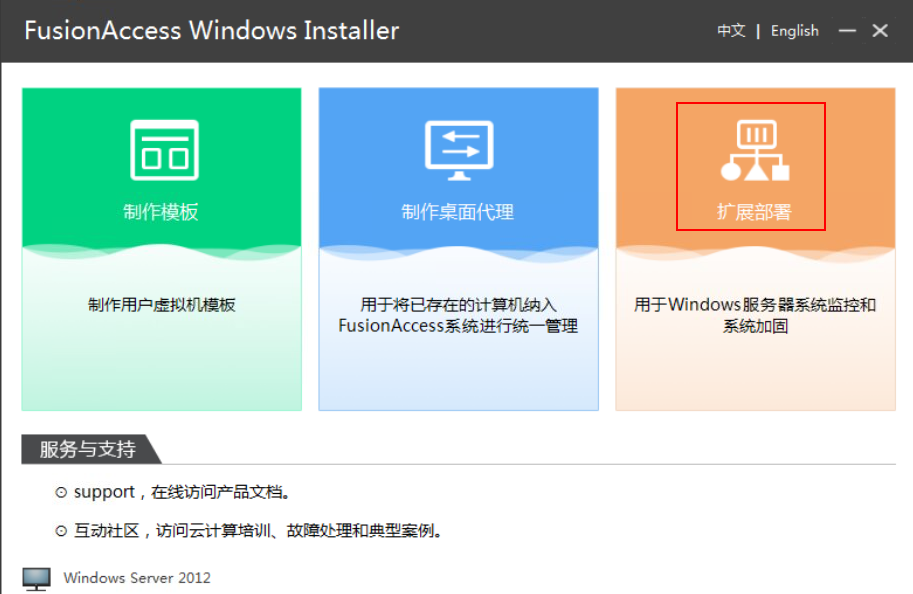 FusionAccess Windows Installer
中文 | English
制作模板
制作桌面代理
扩展部署
制作用户虚拟机模板
用于将已存在的计算机纳入
FusionAccess系统进行统一管理
用于Windows服务器系统监控和
系统加固
服务与支持
support，在线访问产品文档。
互动社区，访问云计算培训、故障处理和典型案例。
Windows Server 2012